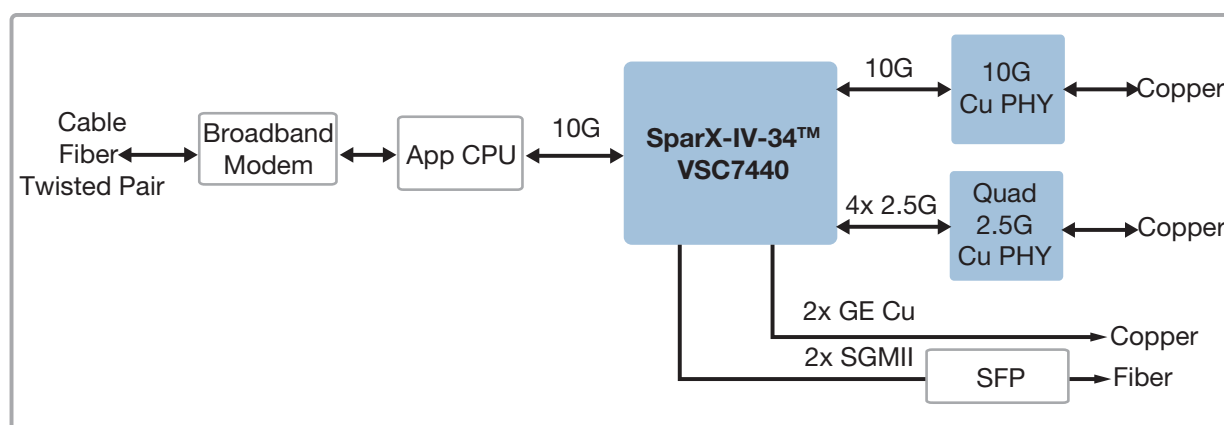 Cable
Fiber
Twisted Pair
Broadband
Modem
App CPU
10G
SparX-IV-34™
VSC7440
10G
10G
Cu PHY
Copper
4x 2.5G
Quad
2.5G
Cu PHY
Copper
2x GE Cu
Copper
2x SGMII
SFP
Fiber